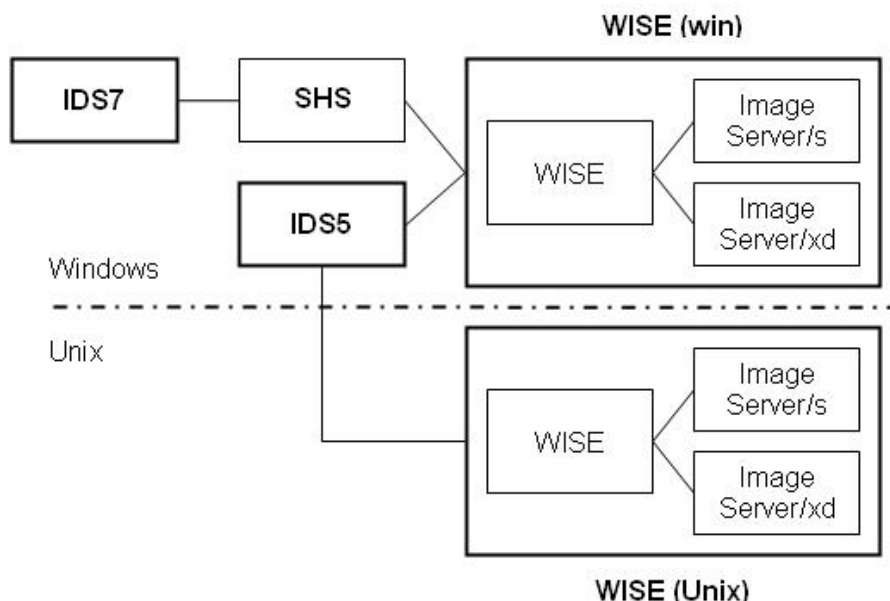 WISE (win)
IDS7
SHS
WISE
Image
Server/s
Image
Server/xd
IDS5
Windows
Unix
WISE
Image
Server/s
Image
Server/xd
WISE (Unix)